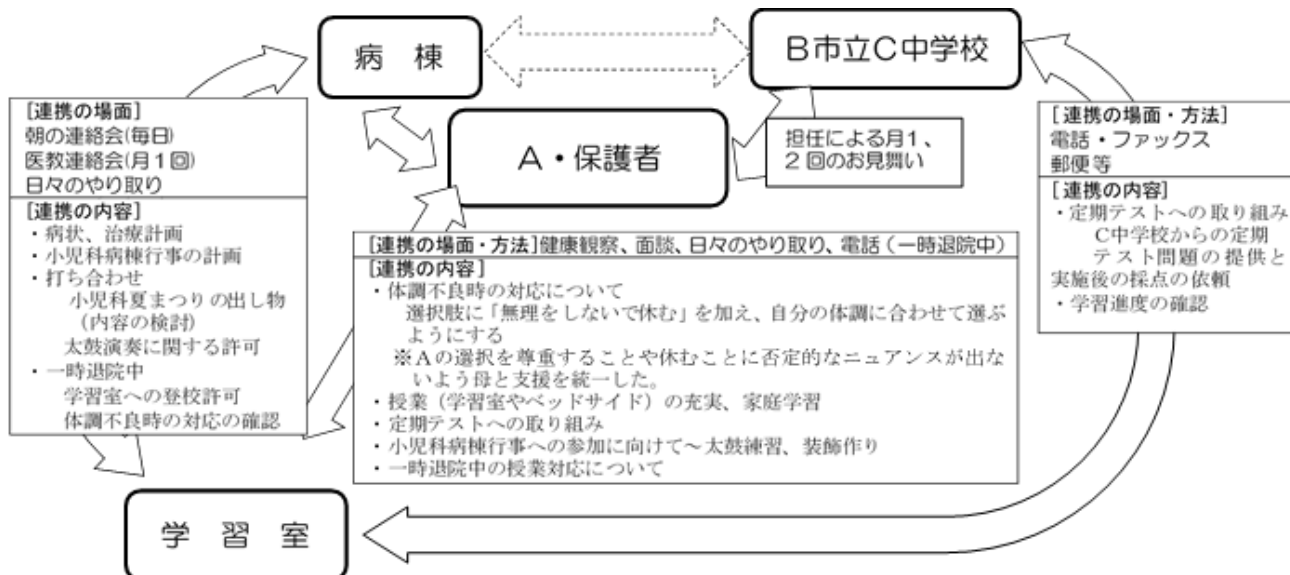 病 棟
B市立C中学校
A・保護者
担任による月1、
2回のお見舞い
[連携の場面]
朝の連絡会(毎日)
医教連絡会(月1回)
日々のやり取り
[連携の内容]
・病状、治療計画
・小児科病棟行事の計画
・打ち合わせ
小児科夏まつりの出し物
(内容の検討)
太鼓演奏に関する許可
・一時退院中
学習室への登校許可
体調不良時の対応の確認
[連携の場面・方法]健康観察、面談、日々のやり取り、電話(一時退院中)
[連携の内容]
・体調不良時の対応について
選択肢に「無理をしないで休む」を加え、自分の体調に合わせて選ぶ
ようにする
※Aの選択を尊重することや休むことに否定的なニュアンスが出な
いよう母と支援を統一した。
・授業(学習室やベッドサイド)の充実、家庭学習
・定期テストへの取り組み
・小児科病棟行事への参加に向けて~太鼓練習、装飾作り
・一時退院中の授業対応について
[連携の場面・方法]
電話・ファックス
郵便等
[連携の内容]
・定期テストへの取り組み
C中学校からの定期
テスト問題の提供と
実施後の採点の依頼
・学習進度の確認
学 習 室